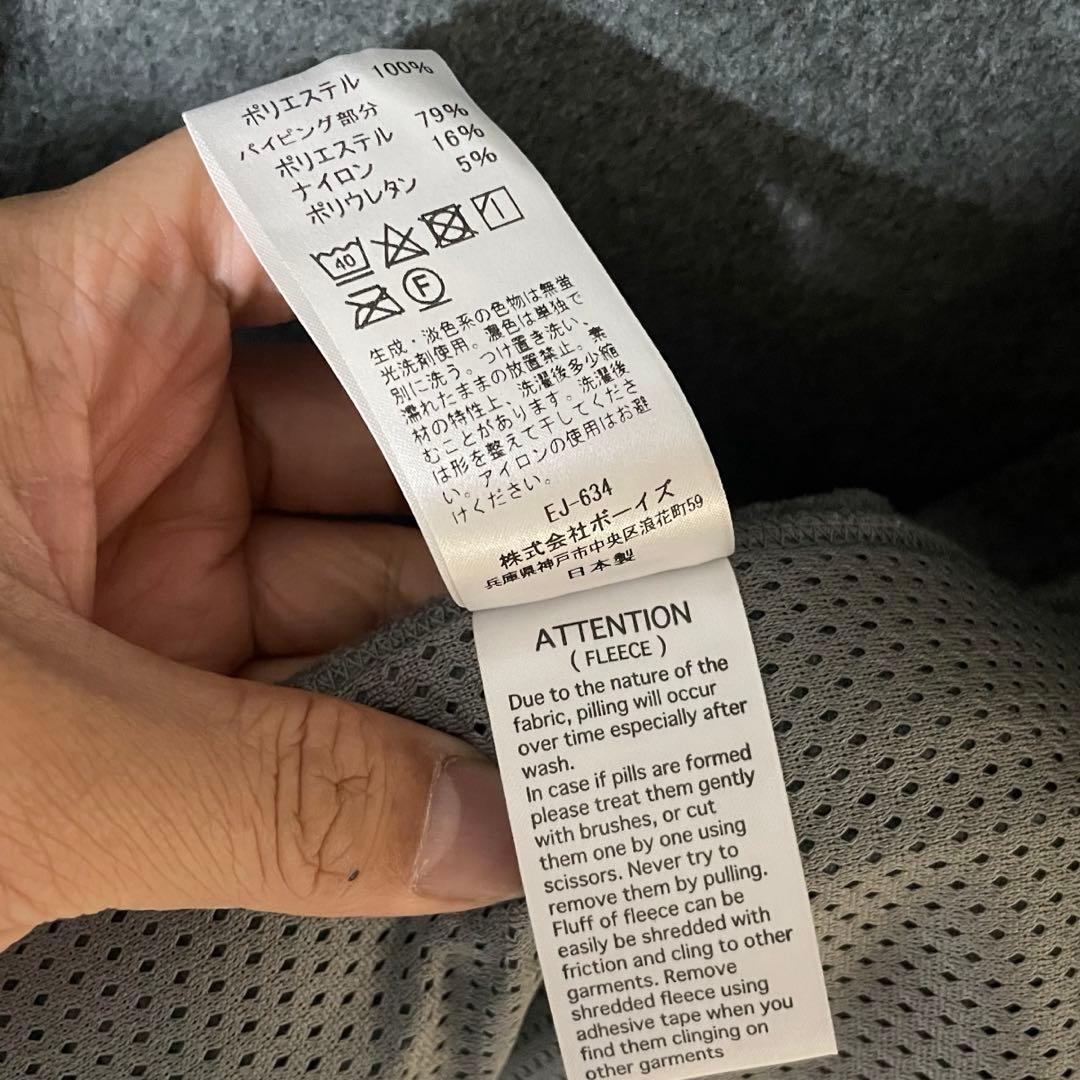 ポリエステル 100%
パイピング部分
ポリエステル 79%
ナイロン 16%
ポリウレタン 5%
40
F
生成・淡色系の色物は無蛍
光洗剤使用。濃色は単独で
別に洗う。つけ置き洗い、
濡れたままの放置禁止。素
材の特性上、洗濯後多少縮
むことがあります。洗濯後
は形を整えて干してくださ
い。アイロンの使用はお避
けください。
EJ-634
株式会社ボーイズ
兵庫県神戸市中央区浪花町59
日本製
ATTENTION
( FLEECE )
Due to the nature of the
fabric, pilling will occur
over time especially after
wash.
In case if pills are formed
please treat them gently
with brushes, or cut
them one by one using
scissors. Never try to
remove them by pulling.
Fluff of fleece can be
easily be shredded with
friction and cling to other
garments. Remove
shredded fleece using
adhesive tape when you
find them clinging on
other garments